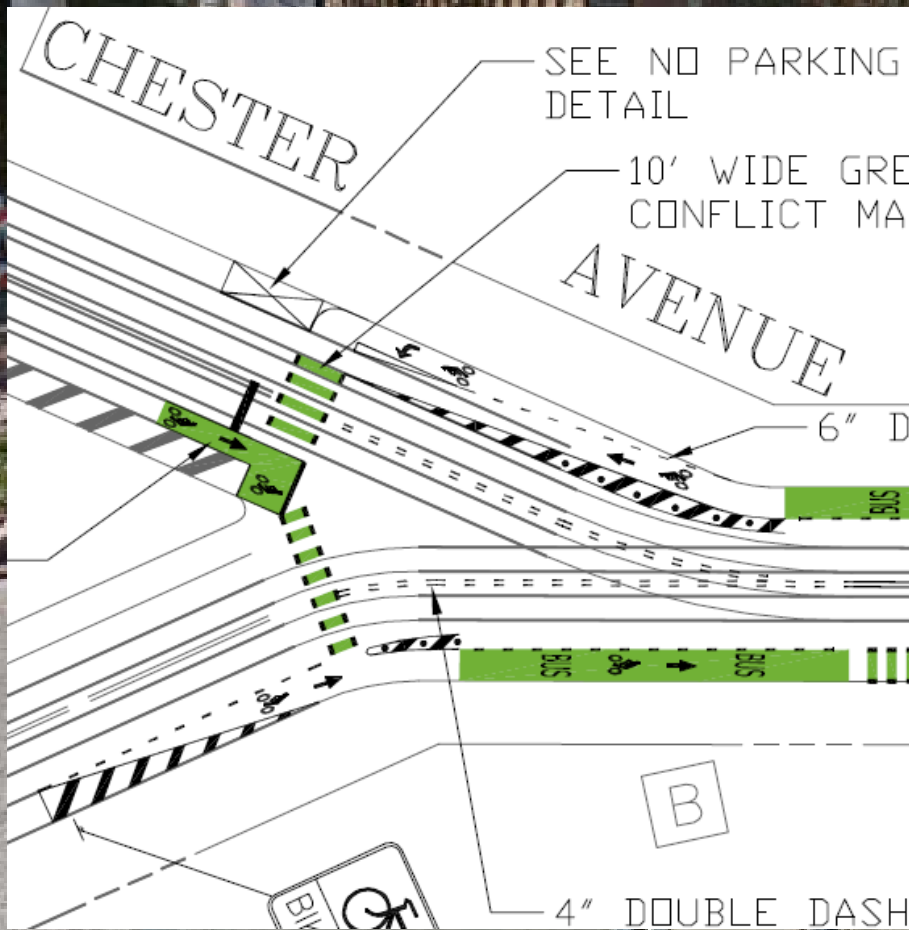 CHESTER
SEE NO PARKING
DETAIL
10' WIDE GRE
CONFLICT MA
AVENUE
6" D
BUS
BUS
BUS
B
4" DOUBLE DASH